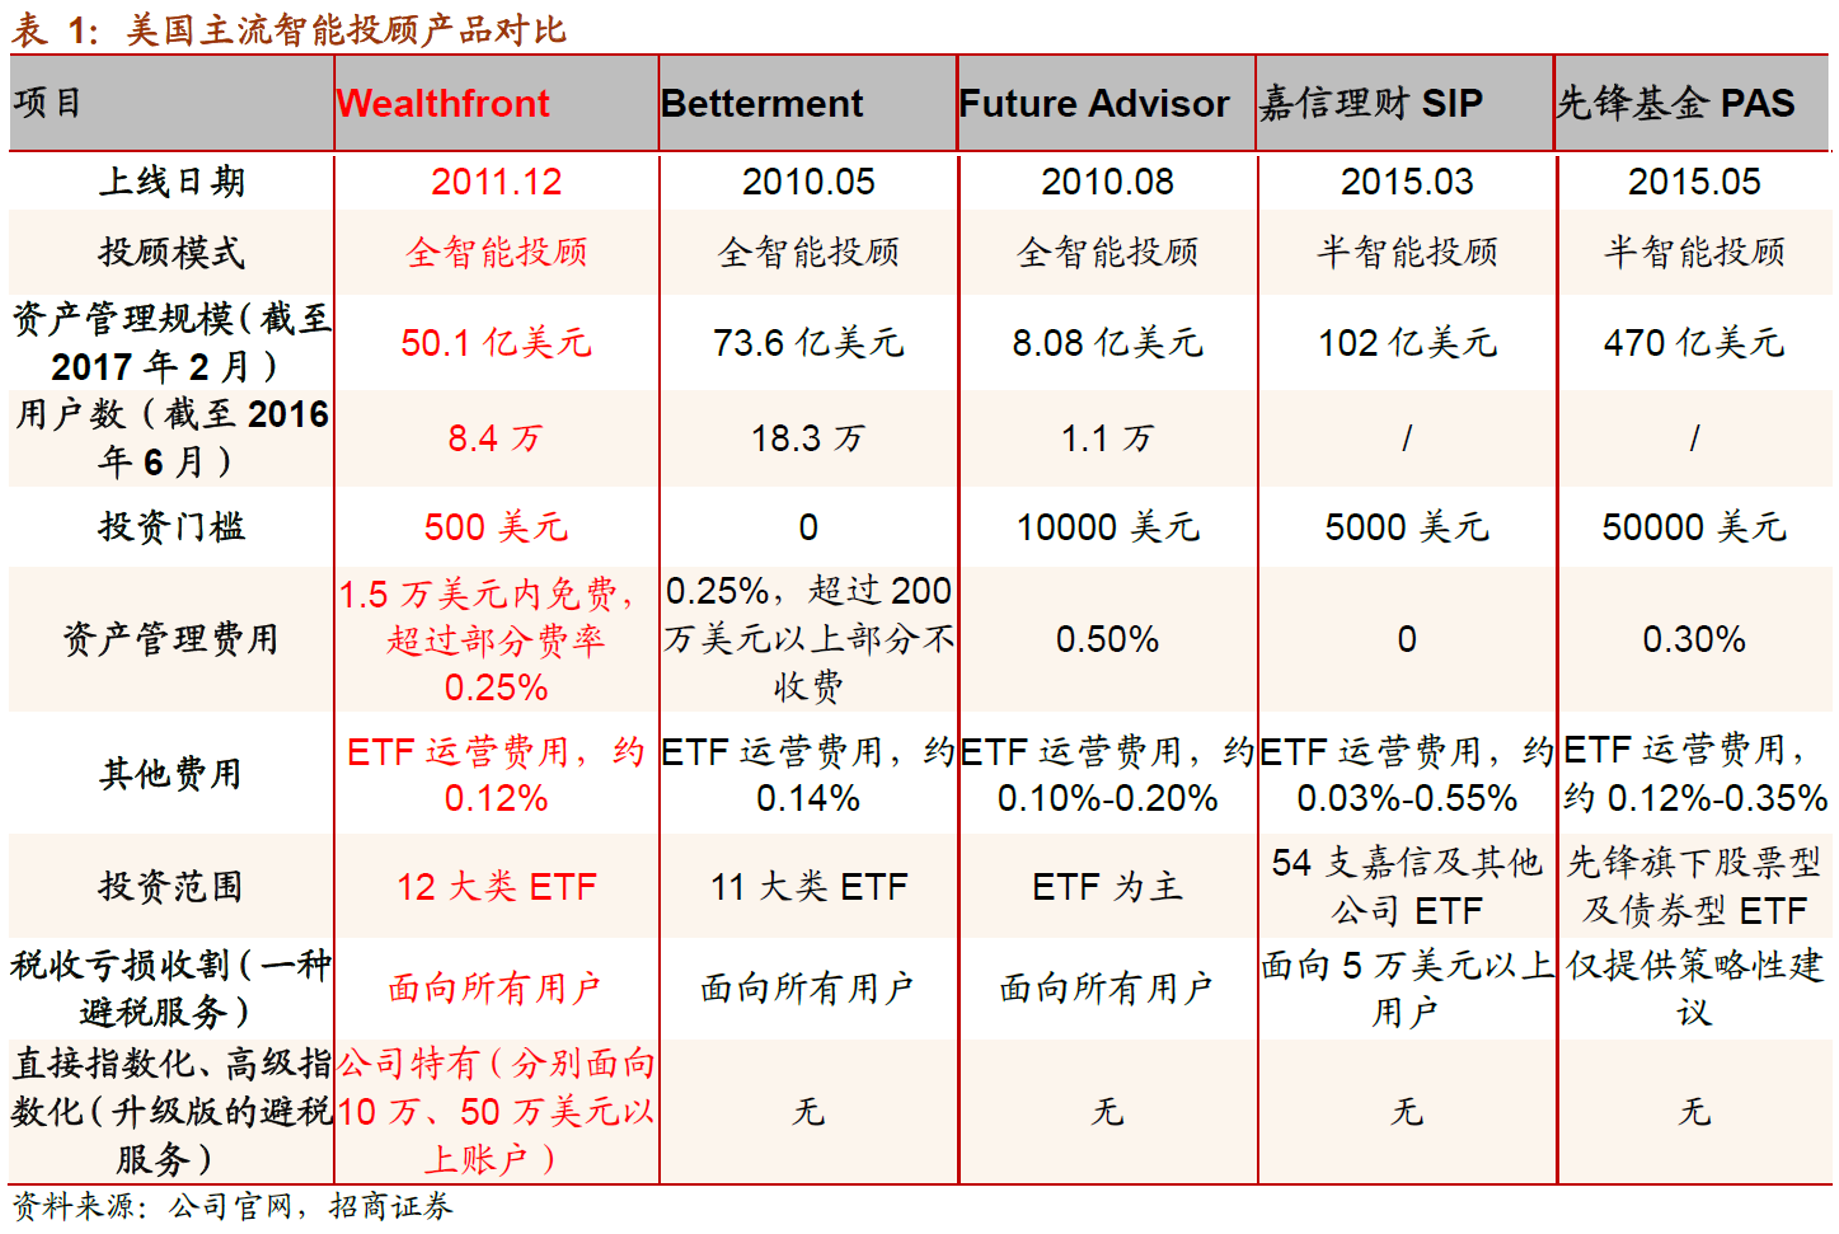 表 1：美国主流智能投顾产品对比
项目 Wealthfront Betterment Future Advisor 嘉信理财 SIP 先锋基金 PAS
上线日期 2011.12 2010.05 2010.08 2015.03 2015.05
投顾模式 全智能投顾 全智能投顾 全智能投顾 半智能投顾 半智能投顾
资产管理规模（截至
2017 年 2 月） 50.1 亿美元 73.6 亿美元 8.08 亿美元 102 亿美元 470 亿美元
用户数（截至 2016
年 6 月） 8.4 万 18.3 万 1.1 万 / /
投资门槛 500 美元 0 10000 美元 5000 美元 50000 美元
资产管理费用
1.5 万美元内免费，
超过部分费率
0.25%
0.25%，超过 200
万美元以上部分不
收费
0.50%
0
0.30%
其他费用
ETF 运营费用，约
0.12%
ETF 运营费用，约
0.14%
ETF 运营费用，约
0.10%-0.20%
ETF 运营费用，约
0.03%-0.55%
ETF 运营费用，
约 0.12%-0.35%
投资范围
12 大类 ETF
11 大类 ETF
ETF 为主
54 支嘉信及其他
公司 ETF
先锋旗下股票型
及债券型 ETF
税收亏损收割（一种
避税服务）
面向所有用户
面向所有用户
面向所有用户
面向 5 万美元以上
用户
仅提供策略性建
议
直接指数化、高级指
数化（升级版的避税
服务）
公司特有（分别面向
10 万、50 万美元以
上账户）
无
无
无
无
资料来源：公司官网，招商证券